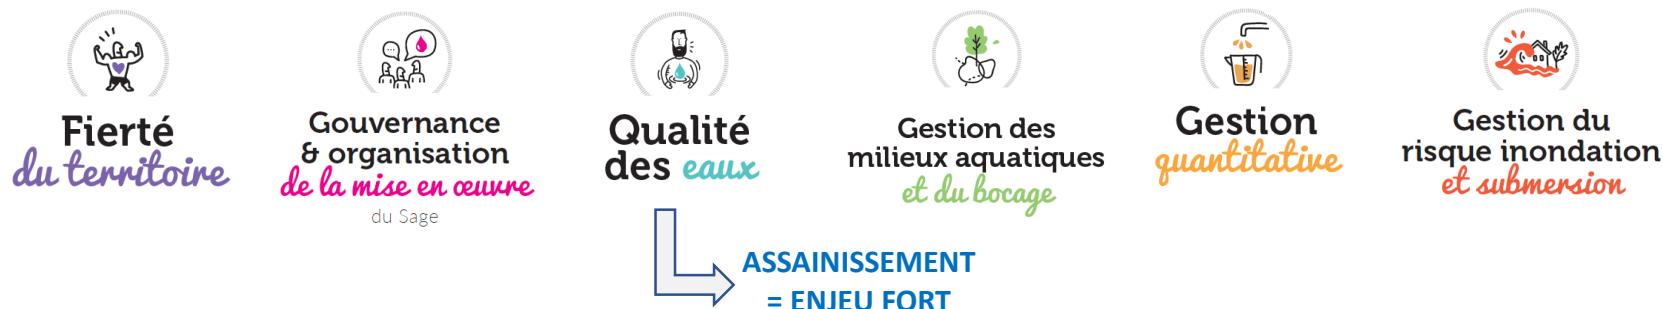 Fierté
du territoire
Gouvernance
& organisation
de la mise en œuvre
du Sage
Qualité
des eaux
Gestion des
milieux aquatiques
et du bocage
Gestion
quantitative
Gestion du
risque inondation
et submersion
ASSAINISSEMENT
= ENJEU FORT